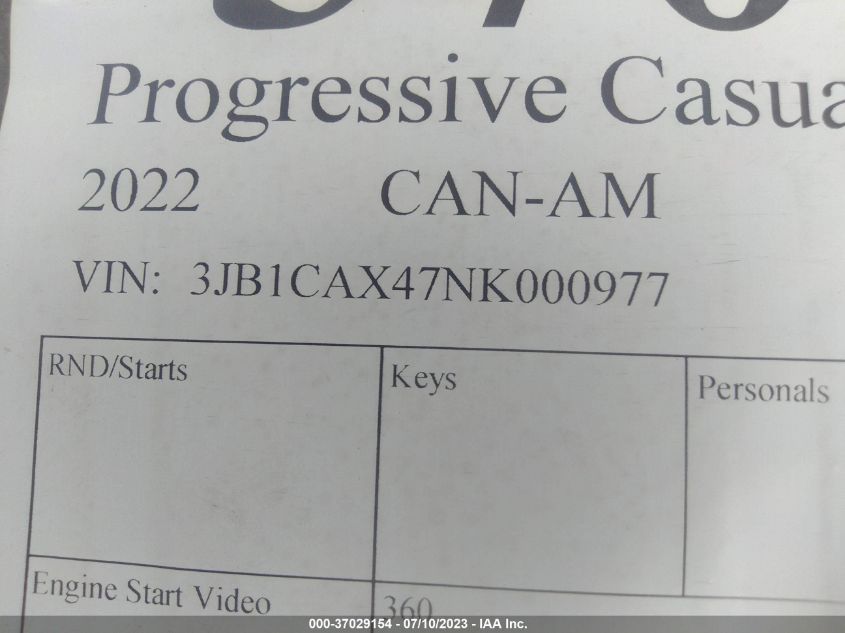 Progressive Casua
2022 CAN-AM
VIN: 3JB1CAX47NK000977
RND/Starts Keys Personals
Engine Start Video 360
000-37029154 - 07/10/2023 - IAA Inc.